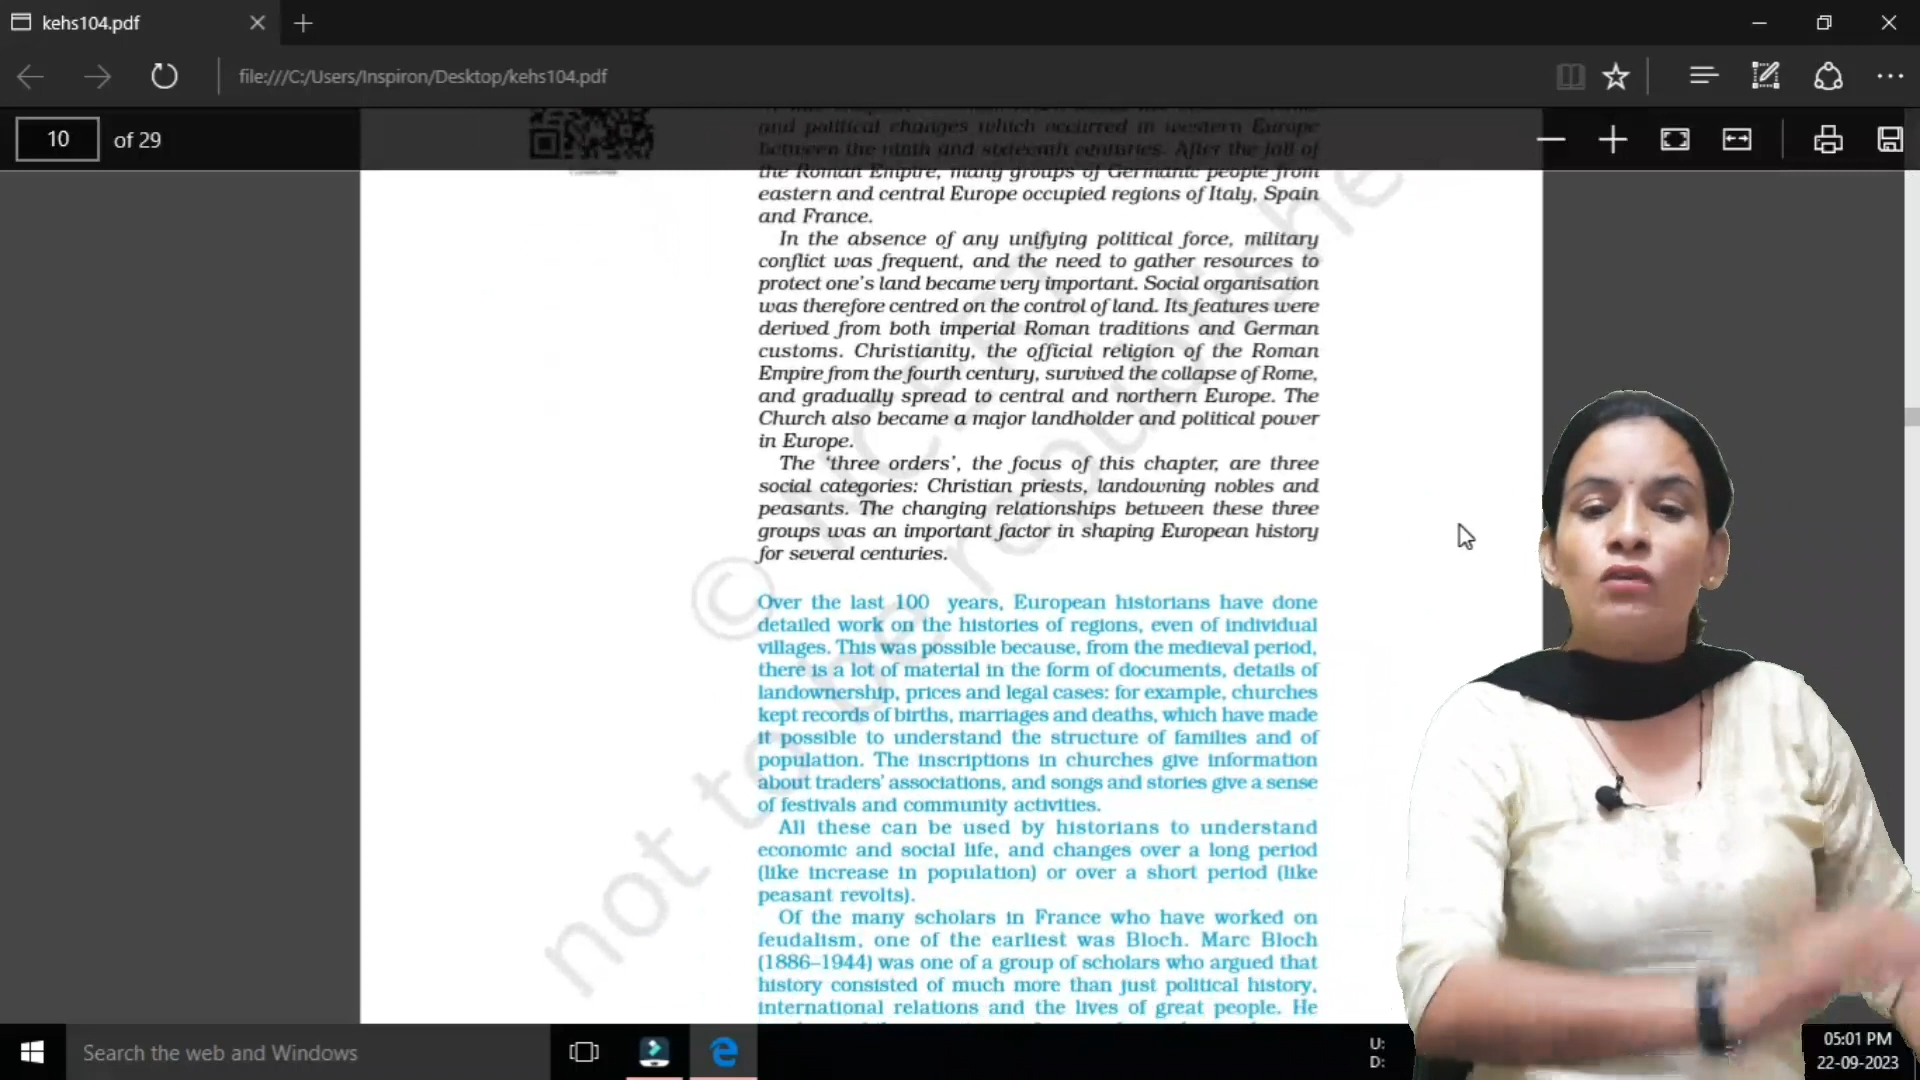 kehs104.pdf
file:///C:/Users/Inspiron/Desktop/kehs104.pdf
10 of 29
and political changes which occurred in western Europe
between the ninth and sixteenth centuries. After the fall of
the Roman Empire, many groups of Germanic people from
eastern and central Europe occupied regions of Italy, Spain
and France.
In the absence of any unifying political force, military
conflict was frequent, and the need to gather resources to
protect one's land became very important. Social organisation
was therefore centred on the control of land. Its features were
derived from both imperial Roman traditions and German
customs. Christianity, the official religion of the Roman
Empire from the fourth century, survived the collapse of Rome,
and gradually spread to central and northern Europe. The
Church also became a major landholder and political power
in Europe.
The 'three orders', the focus of this chapter, are three
social categories: Christian priests, landowning nobles and
peasants. The changing relationships between these three
groups was an important factor in shaping European history
for several centuries.
Over the last 100 years, European historians have done
detailed work on the histories of regions, even of individual
villages. This was possible because, from the medieval period,
there is a lot of material in the form of documents, details of
landownership, prices and legal cases: for example, churches
kept records of births, marriages and deaths, which have made
it possible to understand the structure of families and of
population. The inscriptions in churches give information
about traders' associations, and songs and stories give a sense
of festivals and community activities.
All these can be used by historians to understand
economic and social life, and changes over a long period
(like increase in population) or over a short period (like
peasant revolts).
Of the many scholars in France who have worked on
feudalism, one of the earliest was Bloch. Marc Bloch
(1886–1944) was one of a group of scholars who argued that
history consisted of much more than just political history,
international relations and the lives of great people. He
© NCERT
not to be republishe
Search the web and Windows
U:
D:
05:01 PM
22-09-2023